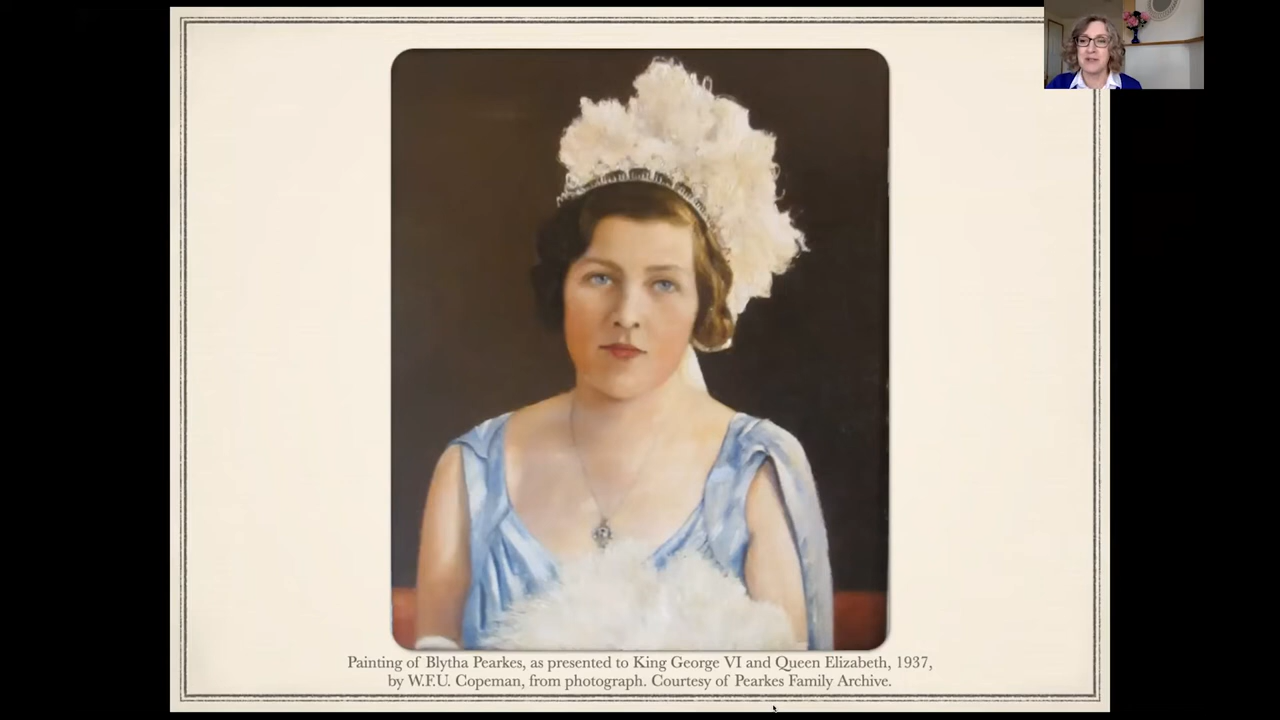 Painting of Blytha Pearkes, as presented to King George VI and Queen Elizabeth, 1937,
by W.F.U. Copeman, from photograph. Courtesy of Pearkes Family Archive.